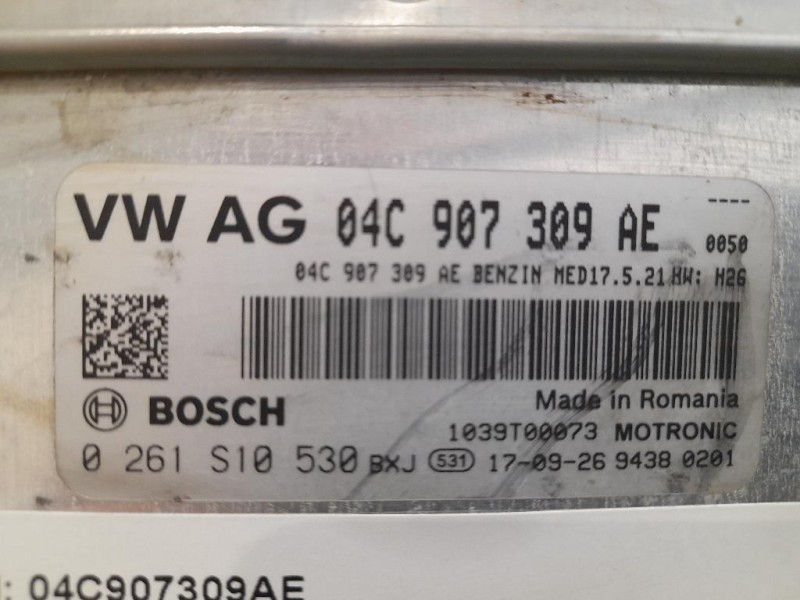 VW AG 04C 907 309 AE ----
0050
04C 907 309 AE BENZIN MED17.5.21 HW: H26
BOSCH
Made in Romania
1039T00073 MOTRONIC
0 261 S10 530 BXJ 531 17-09-26 9438 0201
: 04C907309AE